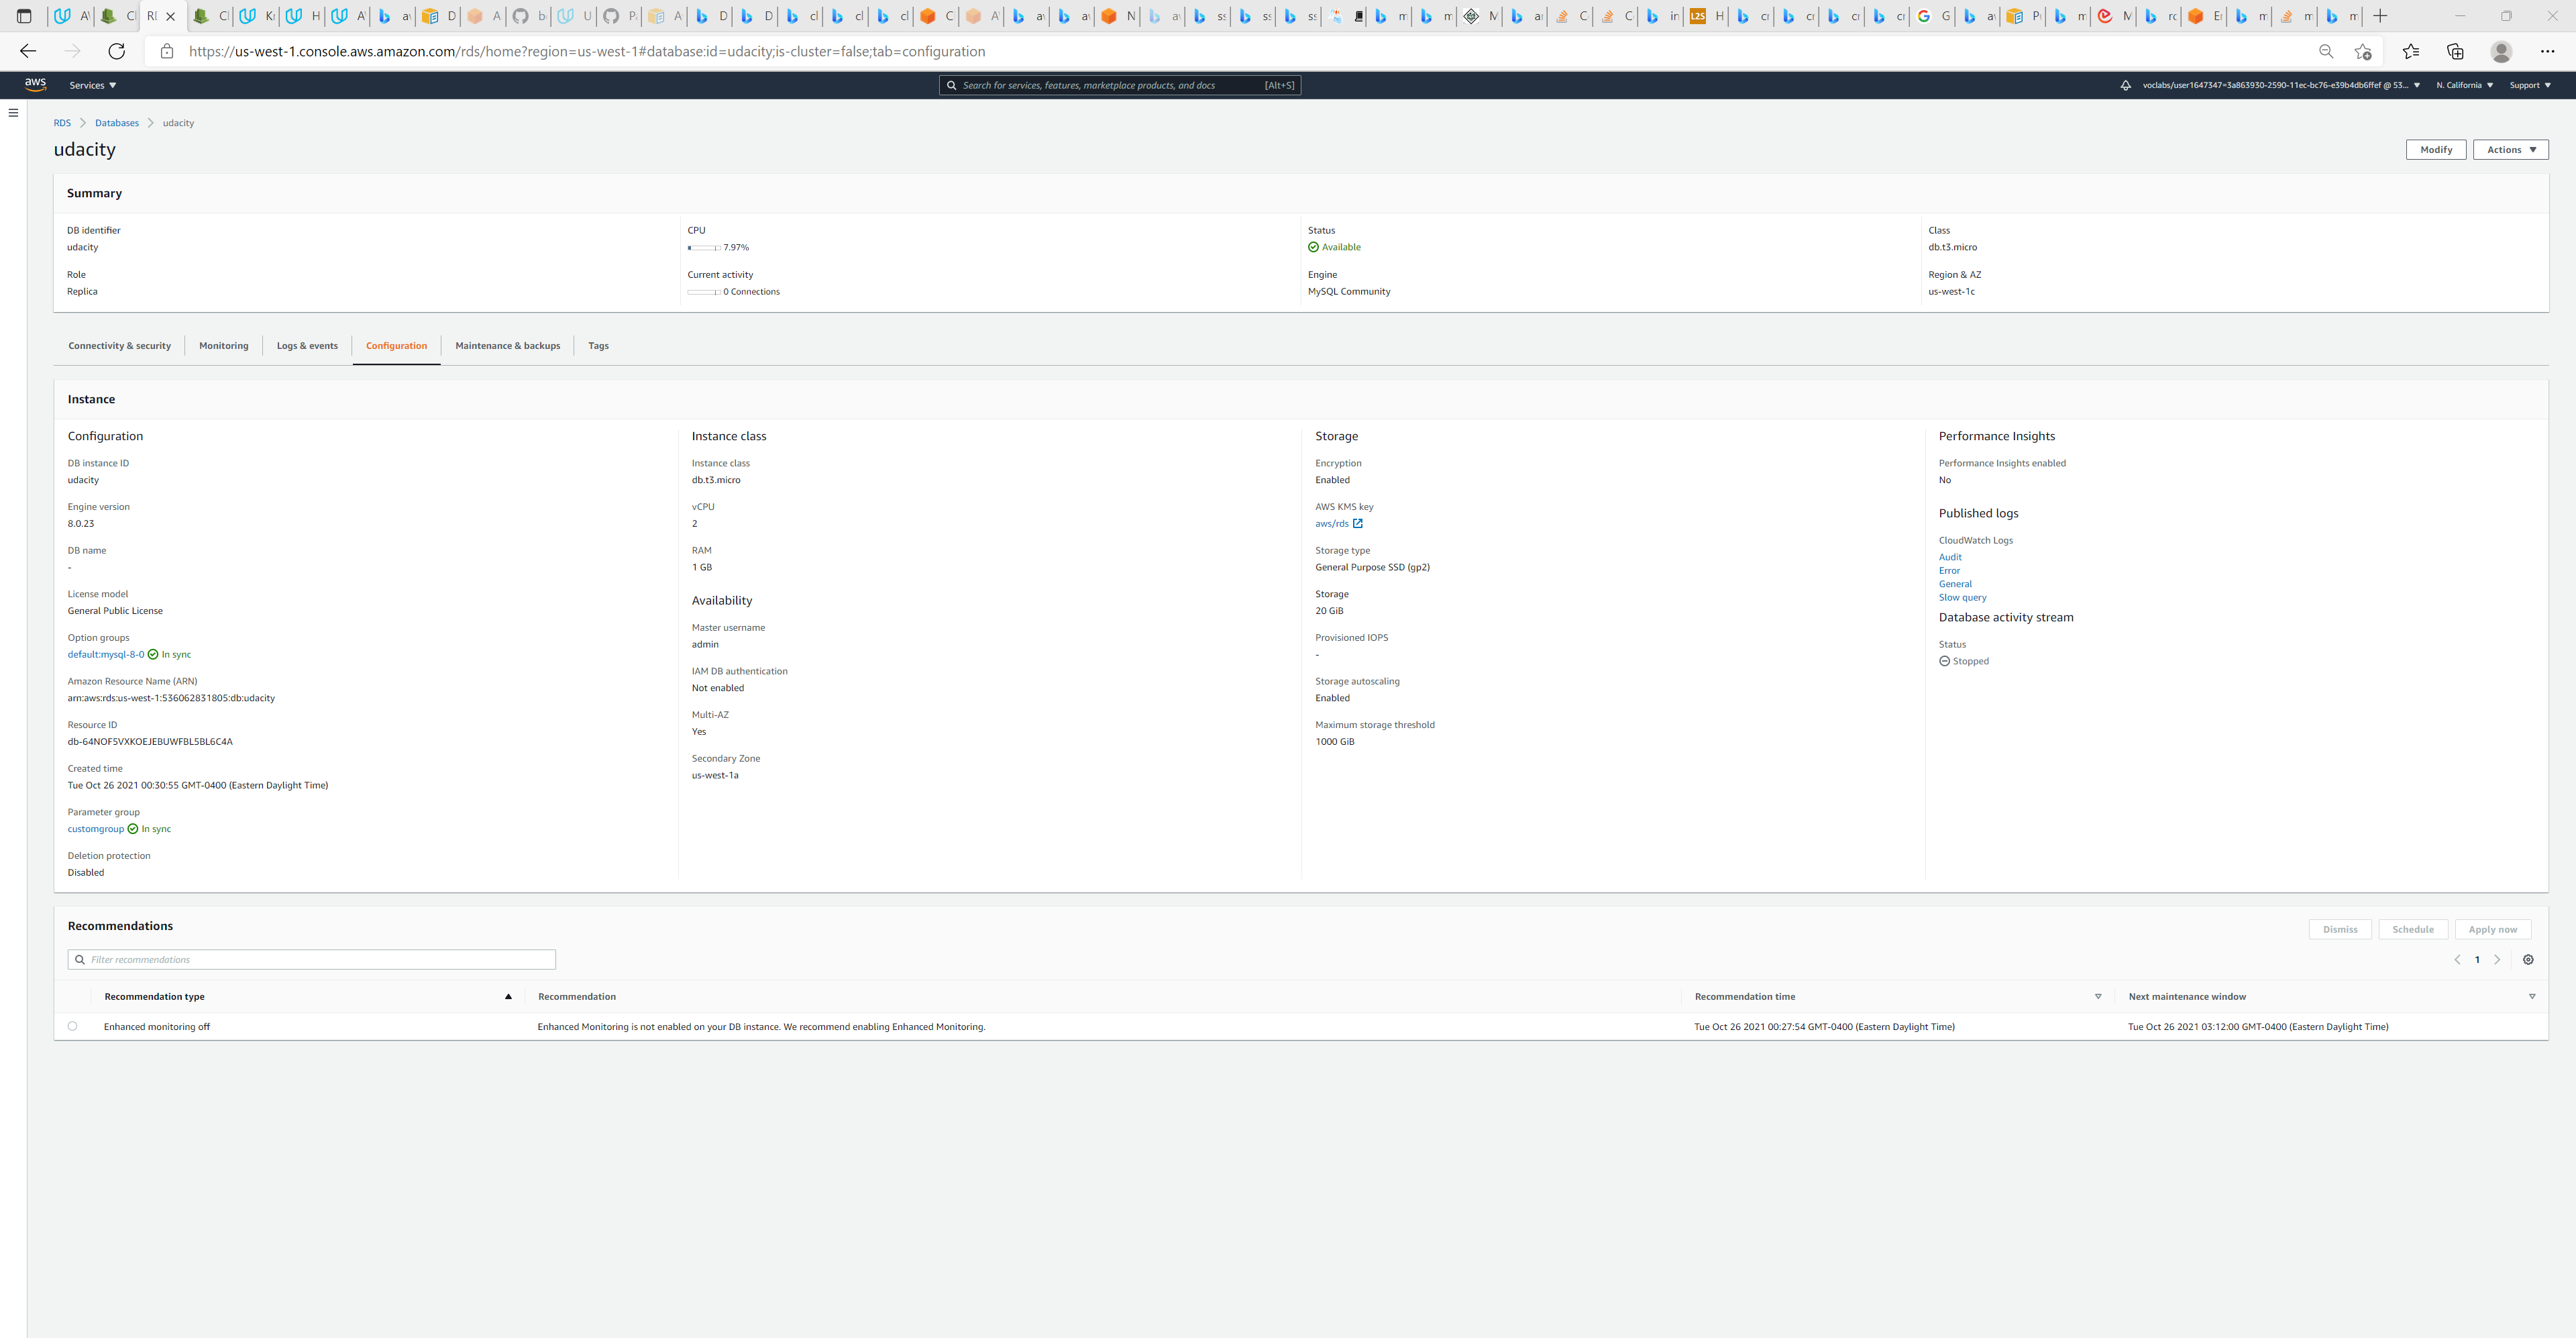 https://us-west-1.console.aws.amazon.com/rds/home?region=us-west-1#database:id=udacity;is-cluster=false;tab=configuration
aws
Services
Search for services, features, marketplace products, and docs [Alt+S]
voclabs/user1647347=3a863930-2590-11ec-bc76-e39b4db6ffef @ 53...
N. California
Support
RDS
Databases
udacity
udacity
Modify
Actions
Summary
DB identifier
udacity
Role
Replica
CPU
7.97%
Current activity
0 Connections
Status
Available
Engine
MySQL Community
Class
db.t3.micro
Region & AZ
us-west-1c
Connectivity & security
Monitoring
Logs & events
Configuration
Maintenance & backups
Tags
Instance
Configuration
DB instance ID
udacity
Engine version
8.0.23
DB name
-
License model
General Public License
Option groups
default:mysql-8-0 In sync
Amazon Resource Name (ARN)
arn:aws:rds:us-west-1:536062831805:db:udacity
Resource ID
db-64NOF5VXKOEJEBUWFBL5BL6C4A
Created time
Tue Oct 26 2021 00:30:55 GMT-0400 (Eastern Daylight Time)
Parameter group
customgroup In sync
Deletion protection
Disabled
Instance class
Instance class
db.t3.micro
vCPU
2
RAM
1 GB
Availability
Master username
admin
IAM DB authentication
Not enabled
Multi-AZ
Yes
Secondary Zone
us-west-1a
Storage
Encryption
Enabled
AWS KMS key
aws/rds
Storage type
General Purpose SSD (gp2)
Storage
20 GiB
Provisioned IOPS
-
Storage autoscaling
Enabled
Maximum storage threshold
1000 GiB
Performance Insights
Performance Insights enabled
No
Published logs
CloudWatch Logs
Audit
Error
General
Slow query
Database activity stream
Status
Stopped
Recommendations
Dismiss
Schedule
Apply now
Filter recommendations
1
Recommendation type
Recommendation
Recommendation time
Next maintenance window
Enhanced monitoring off
Enhanced Monitoring is not enabled on your DB instance. We recommend enabling Enhanced Monitoring.
Tue Oct 26 2021 00:27:54 GMT-0400 (Eastern Daylight Time)
Tue Oct 26 2021 03:12:00 GMT-0400 (Eastern Daylight Time)